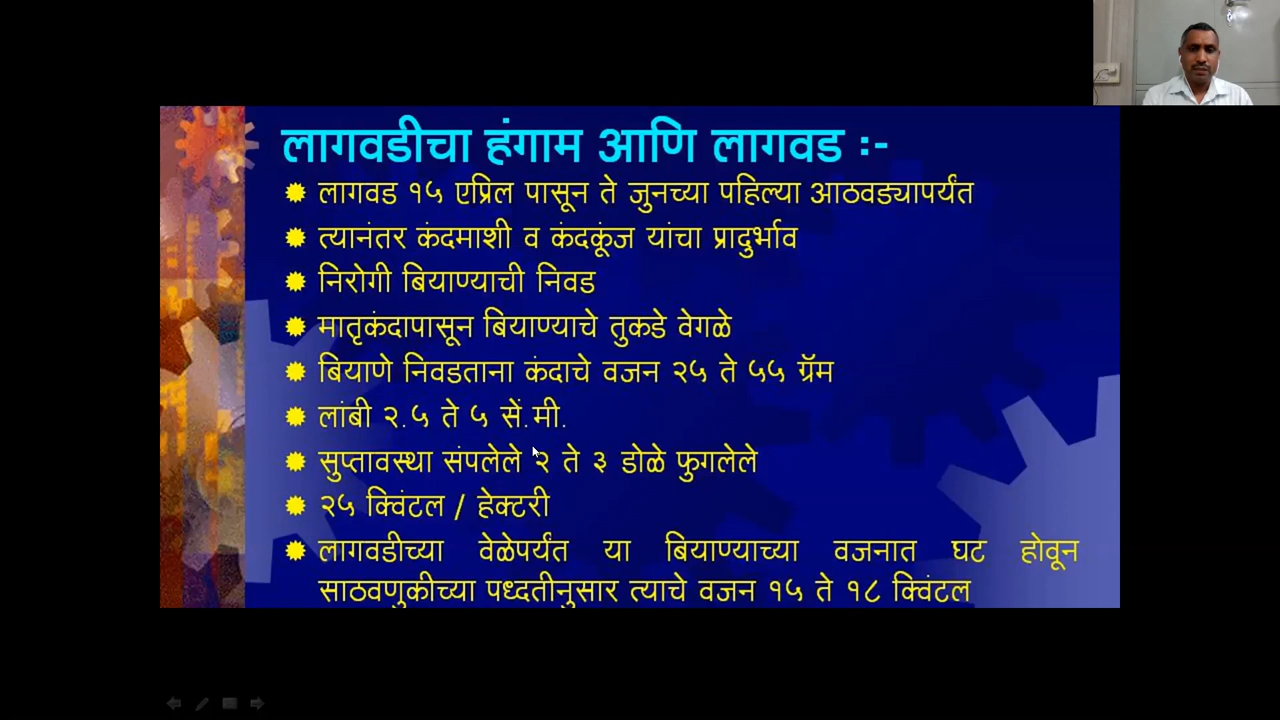 लागवडीचा हंगाम आणि लागवड :-
लागवड १५ एप्रिल पासून ते जुनच्या पहिल्या आठवड्यापर्यंत
त्यानंतर कंदमाशी व कंदकूंज यांचा प्रादुर्भाव
निरोगी बियाण्याची निवड
मातृकंदापासून बियाण्याचे तुकडे वेगळे
बियाणे निवडताना कंदाचे वजन २५ ते ५५ ग्रॅम
लांबी २.५ ते ५ सें.मी.
सुप्तावस्था संपलेले २ ते ३ डोळे फुगलेले
२५ क्विंटल / हेक्टरी
लागवडीच्या वेळेपर्यंत या बियाण्याच्या वजनात घट होवून
साठवणुकीच्या पध्दतीनुसार त्याचे वजन १५ ते १८ क्विंटल